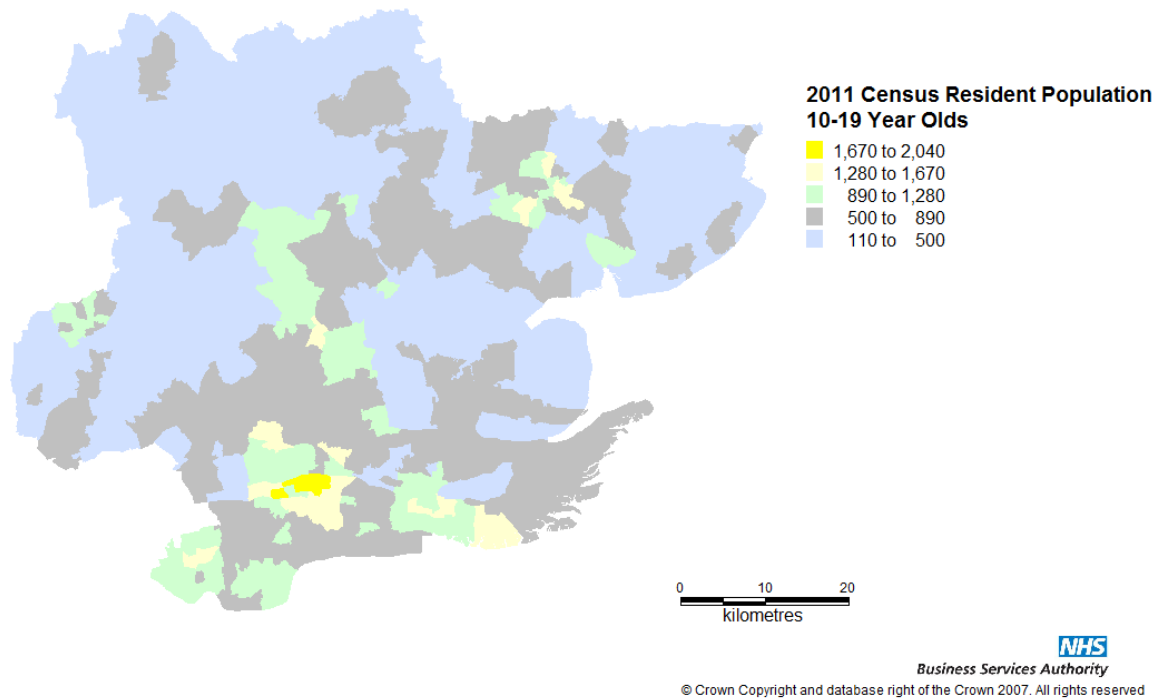 2011 Census Resident Population
10-19 Year Olds
1,670 to 2,040
1,280 to 1,670
890 to 1,280
500 to 890
110 to 500
0 10 20
kilometres
NHS
Business Services Authority
© Crown Copyright and database right of the Crown 2007. All rights reserved